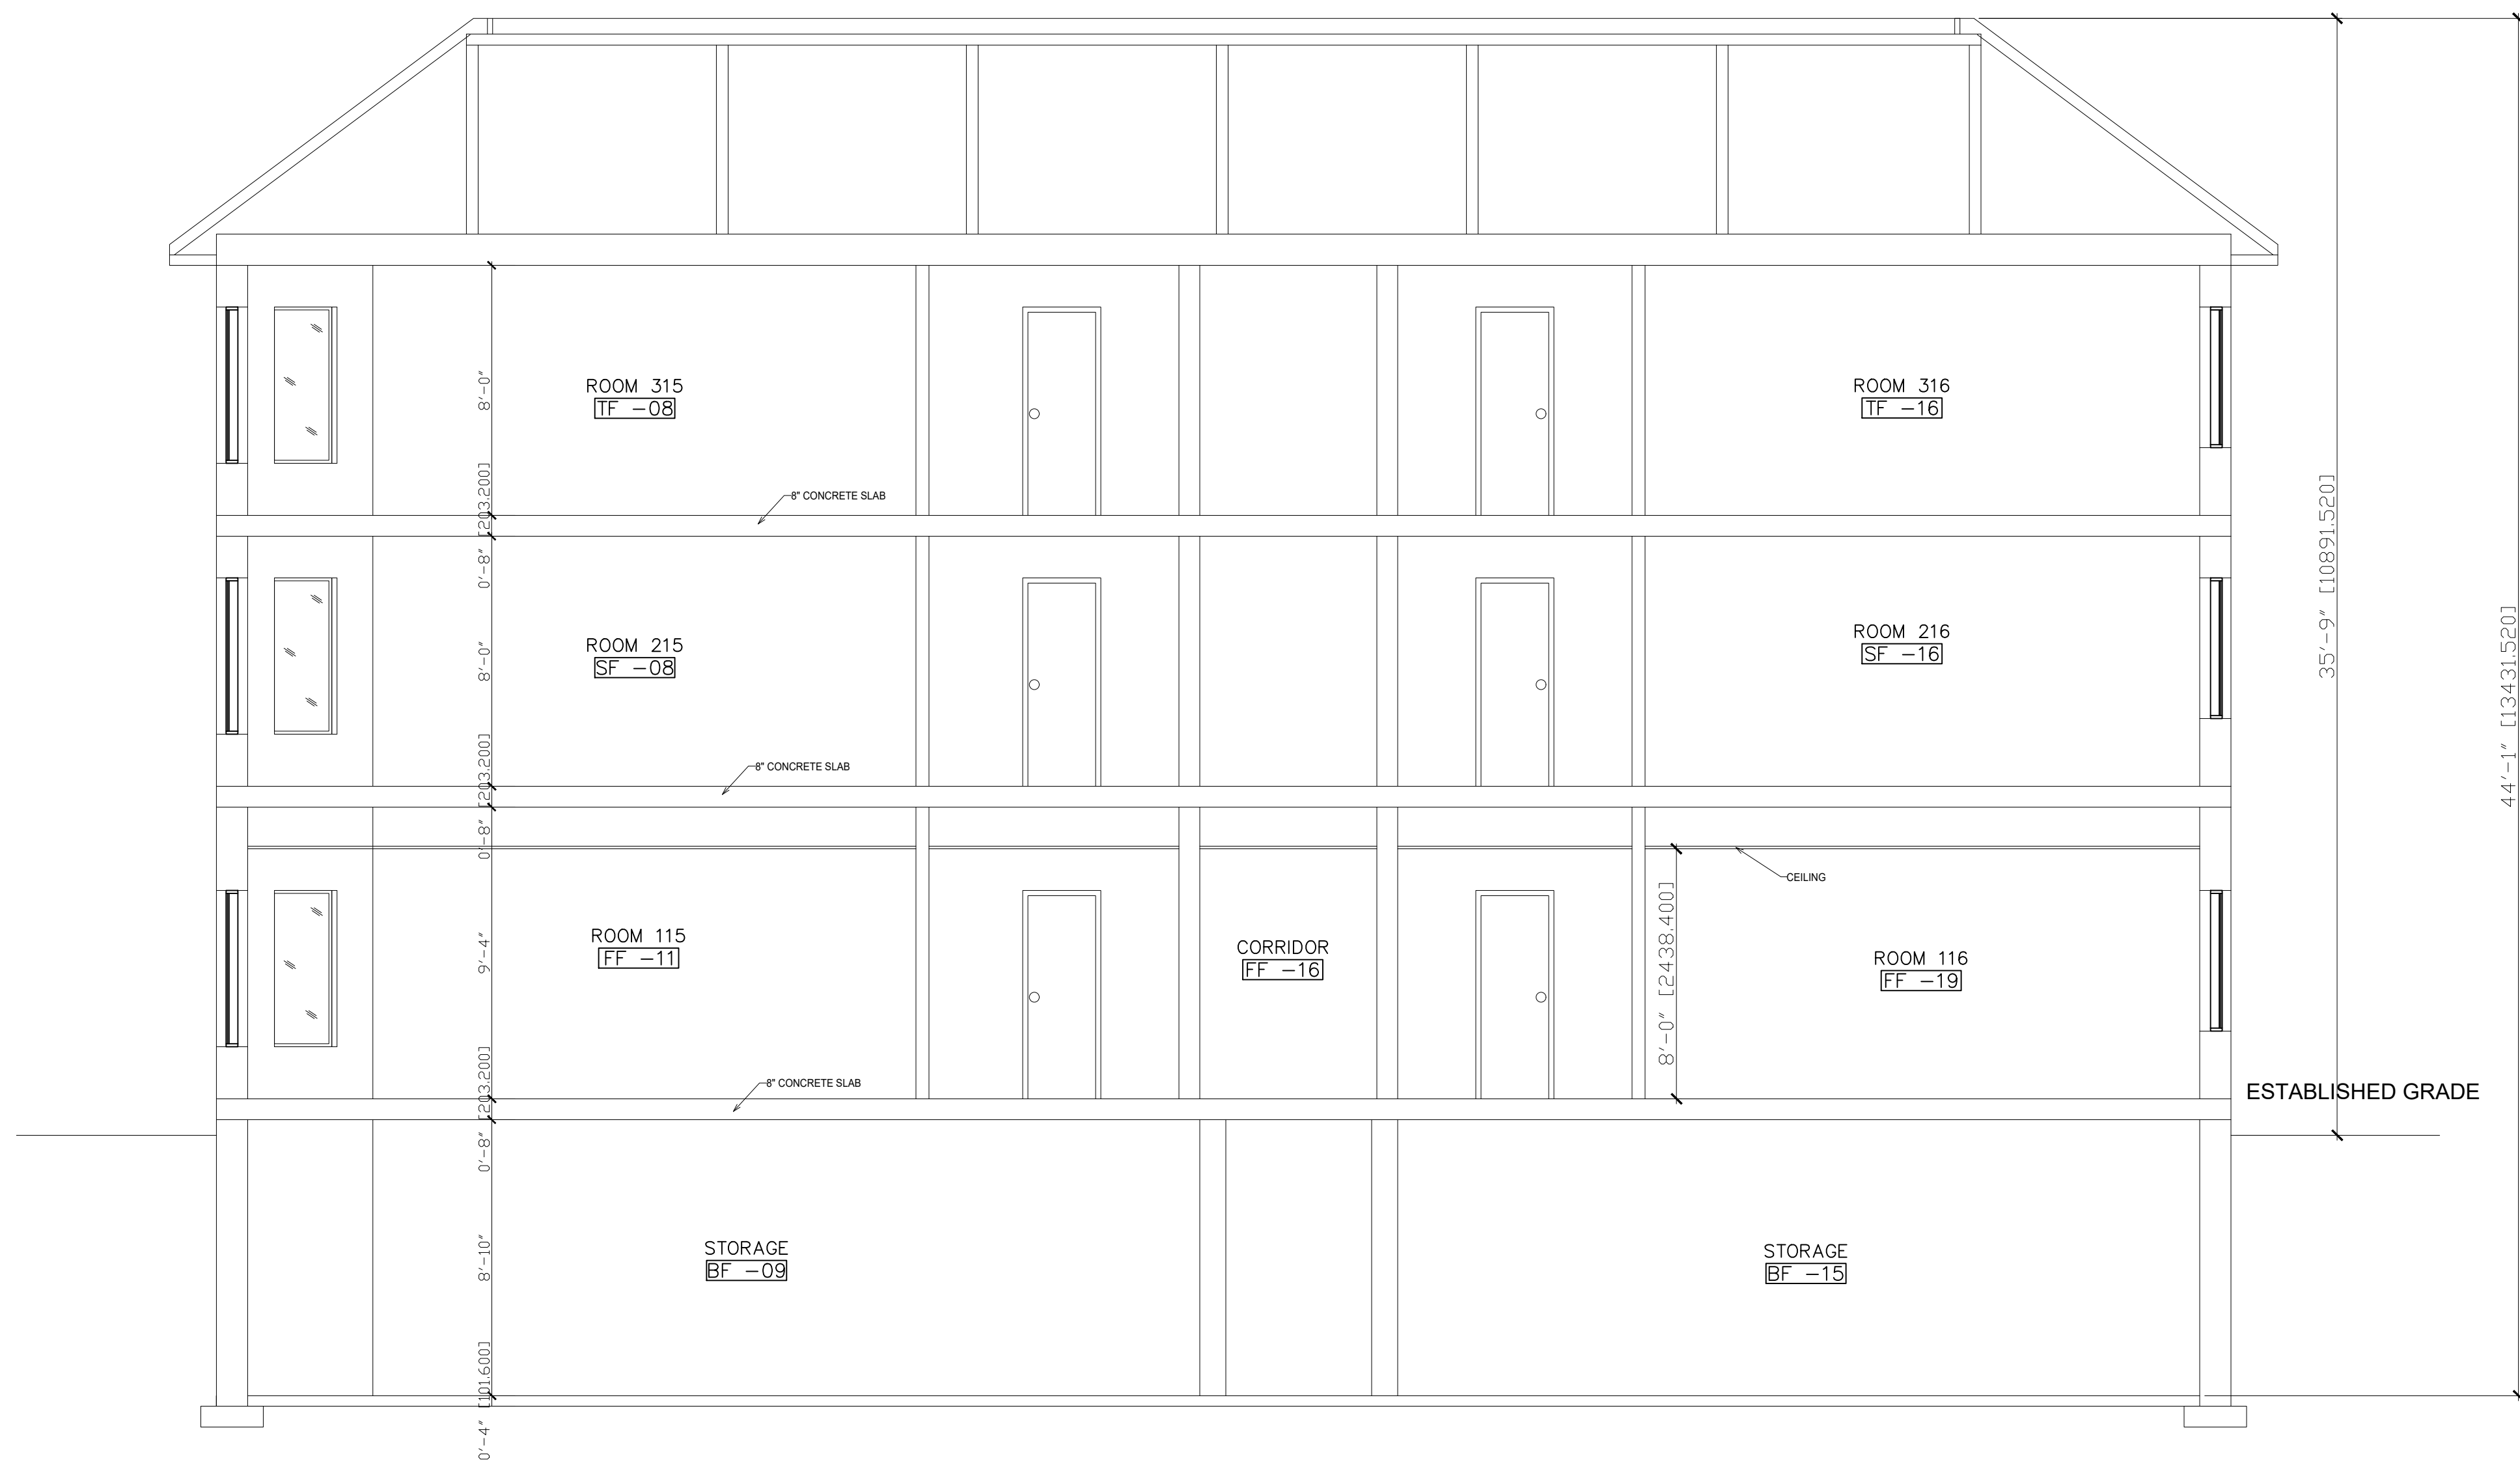 8'-0"
ROOM 315
TF -08
ROOM 316
TF -16
[203.200]
0'-8"
8" CONCRETE SLAB
35'-9" [10891.520]
44'-1" [13431.520]
8'-0"
ROOM 215
SF -08
ROOM 216
SF -16
[203.200]
0'-8"
8" CONCRETE SLAB
CEILING
9'-4"
ROOM 115
FF -11
CORRIDOR
FF -16
8'-0" [2438.400]
ROOM 116
FF -19
[203.200]
0'-8"
8" CONCRETE SLAB
ESTABLISHED GRADE
8'-10"
STORAGE
BF -09
STORAGE
BF -15
0'-4" [101.600]